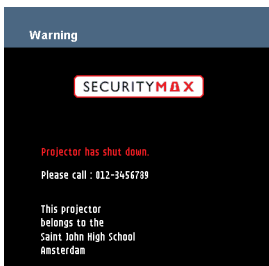 Warning
SECURITYMAX
Projector has shut down.
Please call : 012-3456789
This projector
belongs to the
Saint John High School
Amsterdam